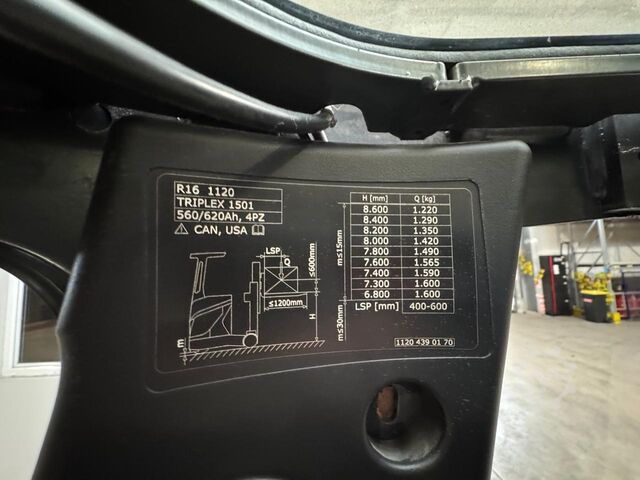 R16 1120
TRIPLEX 1501
560/620Ah, 4PZ
CAN, USA
LSP
Q
≤600mm
≤1200mm
H
E
m≤15mm
m≤30mm
H [mm] Q [kg]
8.600 1.220
8.400 1.290
8.200 1.350
8.000 1.420
7.800 1.490
7.600 1.565
7.400 1.590
7.300 1.600
6.800 1.600
LSP [mm] 400-600
1120 439 01 70